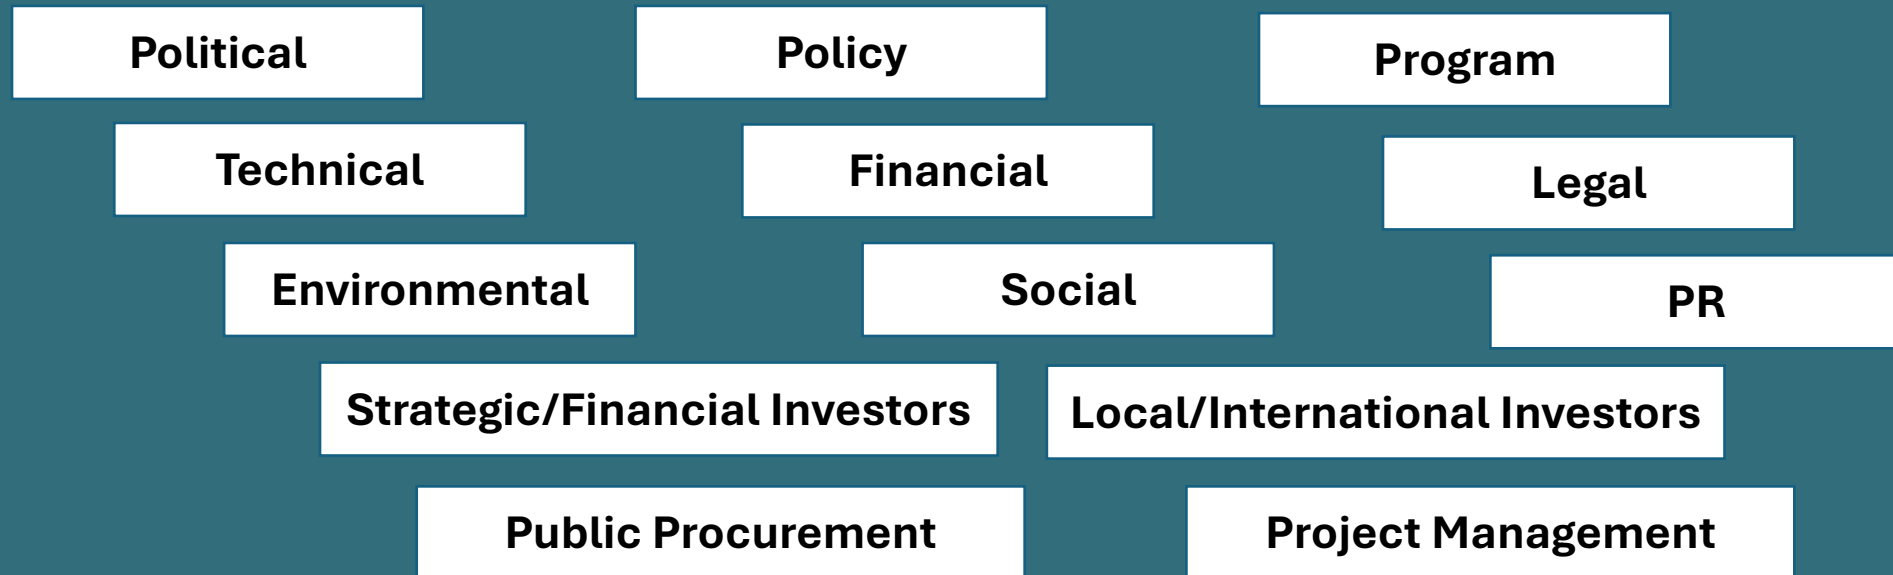 Political
Policy
Program
Technical
Financial
Legal
Environmental
Social
PR
Strategic/Financial Investors
Local/International Investors
Public Procurement
Project Management